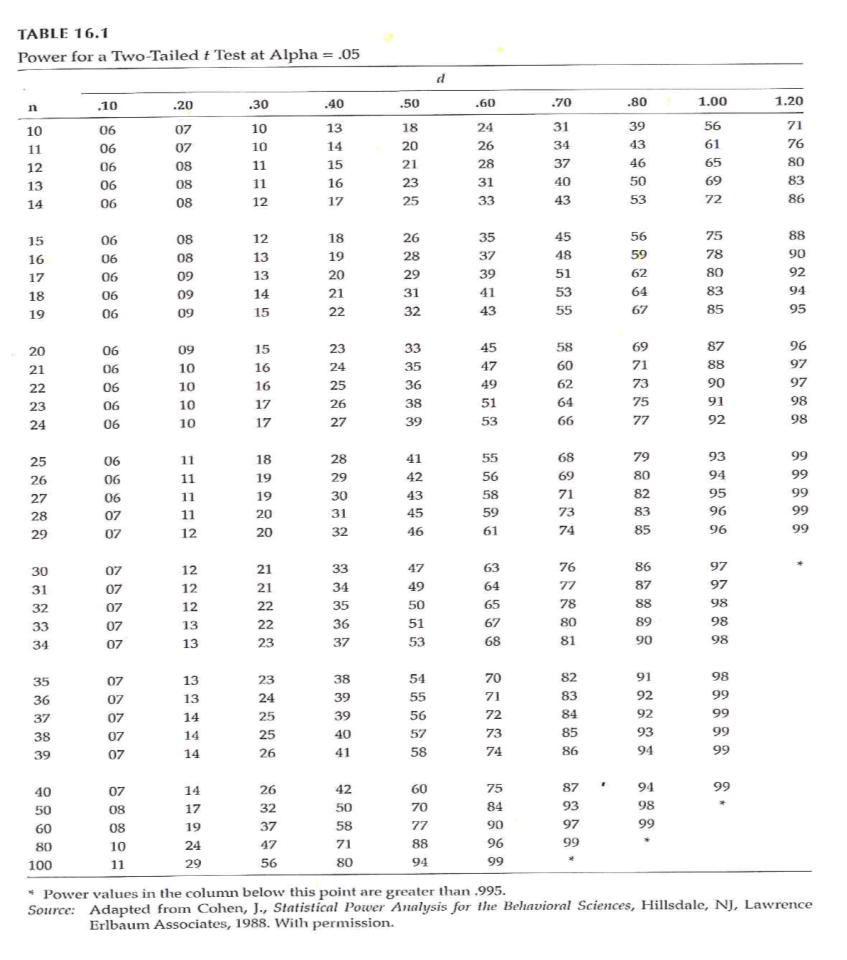 TABLE 16.1
Power for a Two-Tailed t Test at Alpha = .05
d
n .10 .20 .30 .40 .50 .60 .70 .80 1.00 1.20
10 06 07 10 13 18 24 31 39 56 71
11 06 07 10 14 20 26 34 43 61 76
12 06 08 11 15 21 28 37 46 65 80
13 06 08 11 16 23 31 40 50 69 83
14 06 08 12 17 25 33 43 53 72 86
15 06 08 12 18 26 35 45 56 75 88
16 06 08 13 19 28 37 48 59 78 90
17 06 09 13 20 29 39 51 62 80 92
18 06 09 14 21 31 41 53 64 83 94
19 06 09 15 22 32 43 55 67 85 95
20 06 09 15 23 33 45 58 69 87 96
21 06 10 16 24 35 47 60 71 88 97
22 06 10 16 25 36 49 62 73 90 97
23 06 10 17 26 38 51 64 75 91 98
24 06 10 17 27 39 53 66 77 92 98
25 06 11 18 28 41 55 68 79 93 99
26 06 11 19 29 42 56 69 80 94 99
27 06 11 19 30 43 58 71 82 95 99
28 07 11 20 31 45 59 73 83 96 99
29 07 12 20 32 46 61 74 85 96 99
30 07 12 21 33 47 63 76 86 97 *
31 07 12 21 34 49 64 77 87 97
32 07 12 22 35 50 65 78 88 98
33 07 13 22 36 51 67 80 89 98
34 07 13 23 37 53 68 81 90 98
35 07 13 23 38 54 70 82 91 98
36 07 13 24 39 55 71 83 92 99
37 07 14 25 39 56 72 84 92 99
38 07 14 25 40 57 73 85 93 99
39 07 14 26 41 58 74 86 94 99
40 07 14 26 42 60 75 87 94 99
50 08 17 32 50 70 84 93 98 *
60 08 19 37 58 77 90 97 99
80 10 24 47 71 88 96 99 *
100 11 29 56 80 94 99 *
* Power values in the column below this point are greater than .995.
Source: Adapted from Cohen, J., Statistical Power Analysis for the Behavioral Sciences, Hillsdale, NJ, Lawrence
Erlbaum Associates, 1988. With permission.